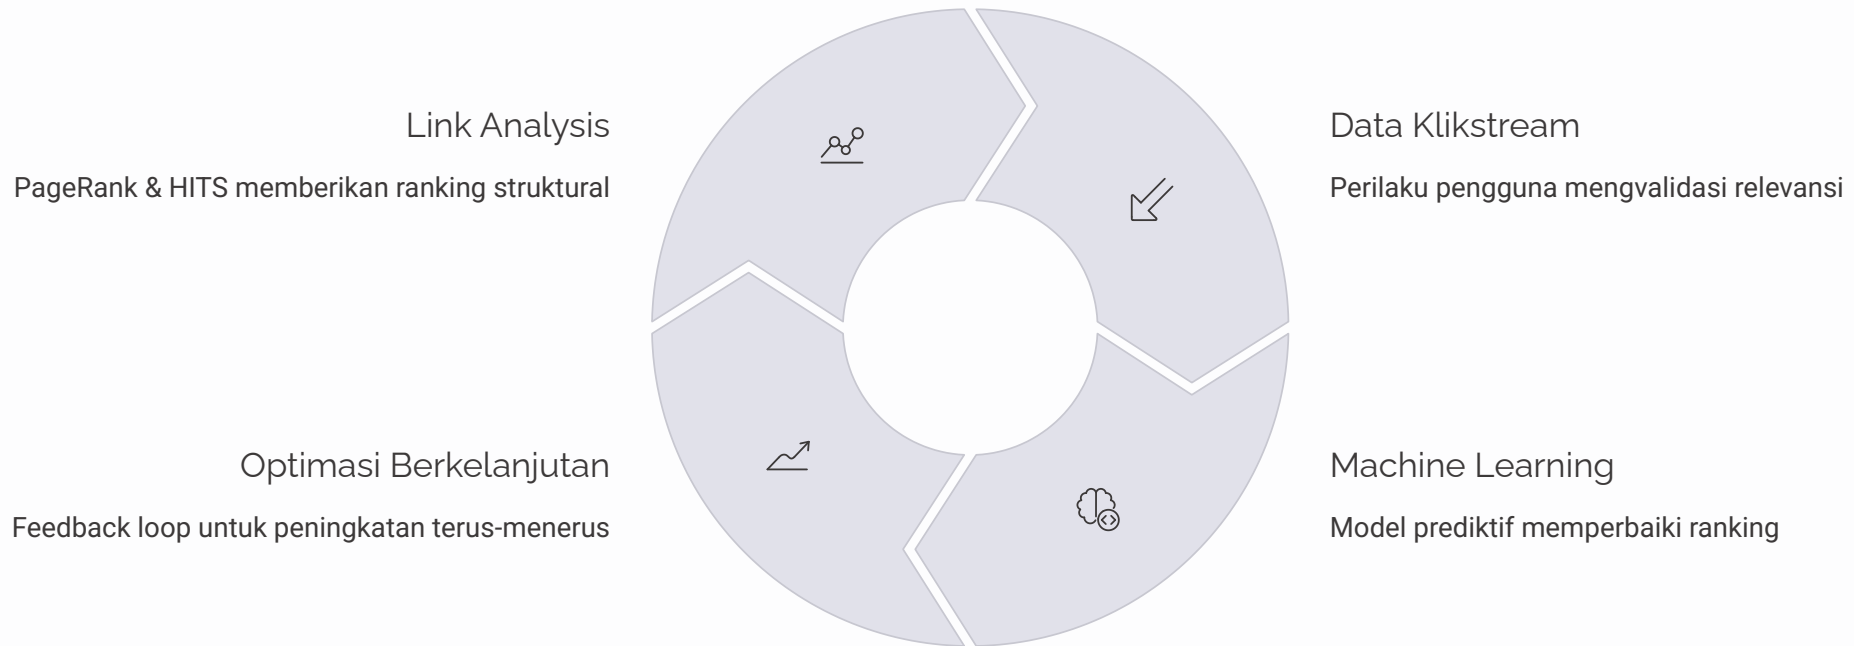 Link Analysis
PageRank & HITS memberikan ranking struktural
Data Klikstream
Perilaku pengguna mengvalidasi relevansi
Optimasi Berkelanjutan
Feedback loop untuk peningkatan terus-menerus
Machine Learning
Model prediktif memperbaiki ranking